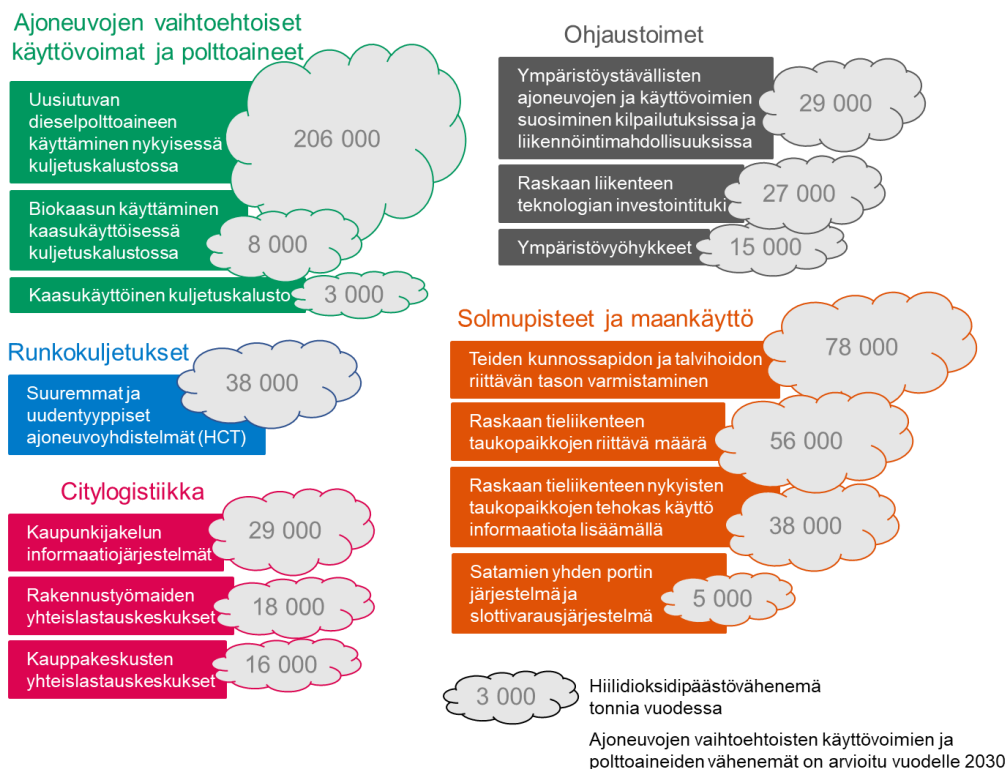 Ajoneuvojen vaihtoehtoiset
käyttövoimat ja polttoaineet
Uusiutuvan
dieselpolttoaineen
käyttäminen nykyisessä
kuljetuskalustossa
206 000
Biokaasun käyttäminen
kaasukäyttöisessä
kuljetuskalustossa
8 000
Kaasukäyttöinen kuljetuskalusto
3 000
Runkokuljetukset
Suuremmat ja
uudentyyppiset
ajoneuvoyhdistelmät (HCT)
38 000
Citylogistiikka
Kaupunkijakelun
informaatiojärjestelmät
29 000
Rakennustyömaiden
yhteislastauskeskukset
18 000
Kauppakeskusten
yhteislastauskeskukset
16 000
Ohjaustoimet
Ympäristöystävällisten
ajoneuvojen ja käyttövoimien
suosiminen kilpailutuksissa ja
liikennöintimahdollisuuksissa
29 000
Raskaan liikenteen
teknologian investointituki
27 000
Ympäristövyöhykkeet
15 000
Solmupisteet ja maankäyttö
Teiden kunnossapidon ja talvihoidon
riittävän tason varmistaminen
78 000
Raskaan tieliikenteen
taukopaikkojen riittävä määrä
56 000
Raskaan tieliikenteen nykyisten
taukopaikkojen tehokas käyttö
informaatiota lisäämällä
38 000
Satamien yhden portin
järjestelmä ja
slottivarausjärjestelmä
5 000
3 000
Hiilidioksidipäästövähenemä
tonnia vuodessa
Ajoneuvojen vaihtoehtoisten käyttövoimien ja
polttoaineiden vähenemät on arvioitu vuodelle 2030